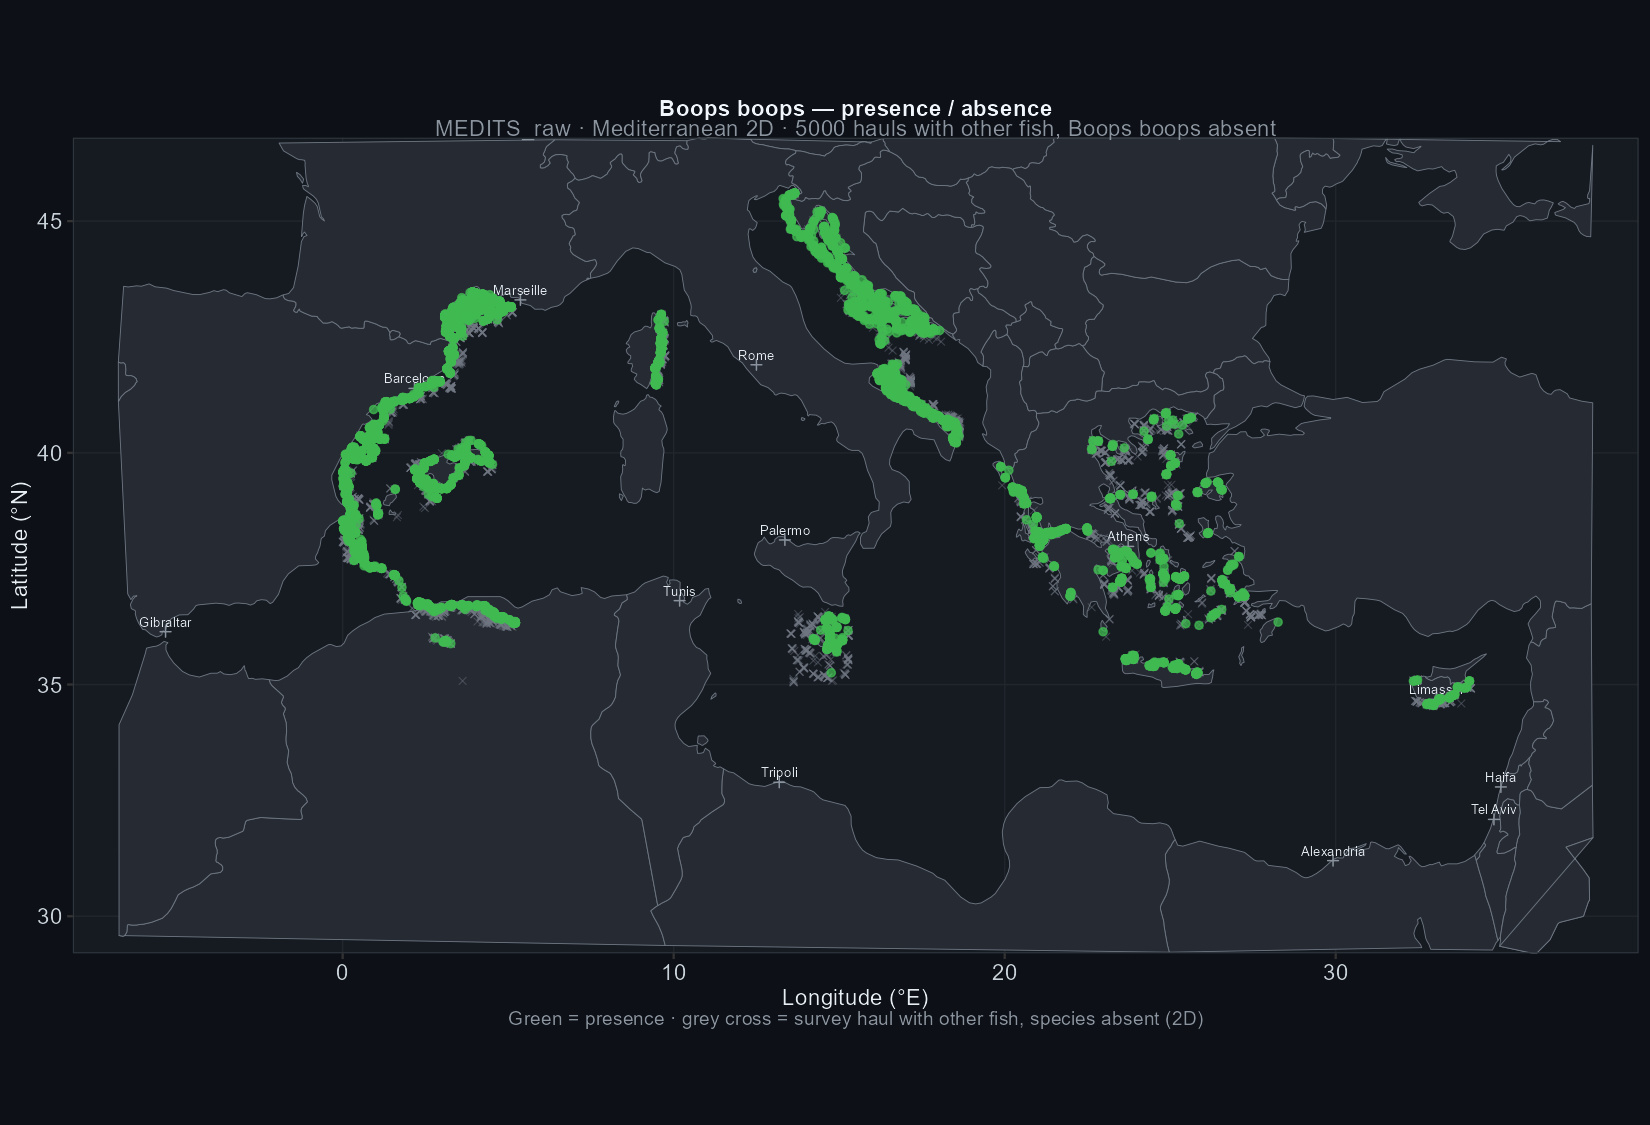 Boops boops — presence / absence
MEDITS_raw · Mediterranean 2D · 5000 hauls with other fish, Boops boops absent
45
Marseille
Rome
Barcelo
40
Palermo
Athens
Tunis
Gibraltar
Latitude (°N)
35
Limass
Tripoli
Haifa
Tel Aviv
Alexandria
30
0 10 20 30
Longitude (°E)
Green = presence · grey cross = survey haul with other fish, species absent (2D)